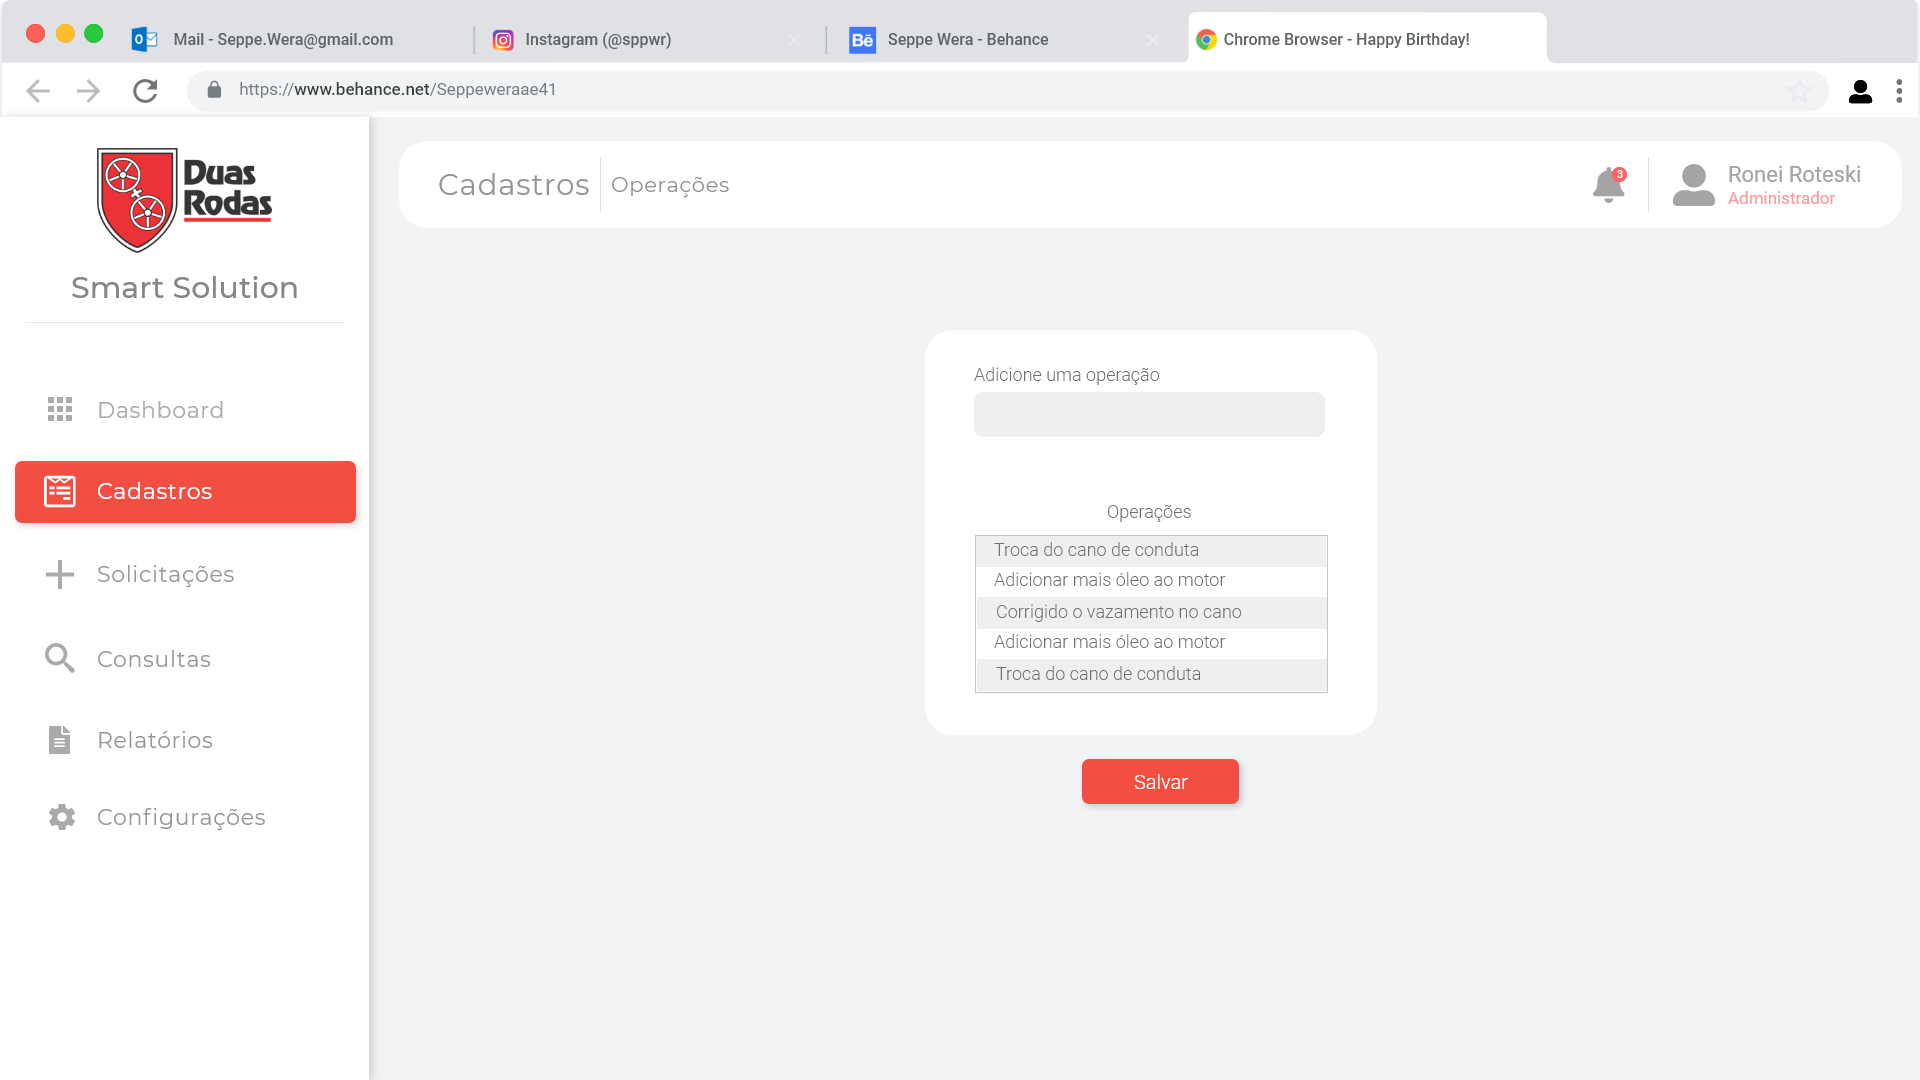 Mail - Seppe.Wera@gmail.com
Instagram (@sppwr)
Bē
Seppe Wera - Behance
Chrome Browser - Happy Birthday!
https://www.behance.net/Seppeweraae41
Duas
Rodas
Smart Solution
Dashboard
Cadastros
Solicitações
Consultas
Relatórios
Configurações
Cadastros
Operações
3
Ronei Roteski
Administrador
Adicione uma operação
Operações
Troca do cano de conduta
Adicionar mais óleo ao motor
Corrigido o vazamento no cano
Adicionar mais óleo ao motor
Troca do cano de conduta
Salvar